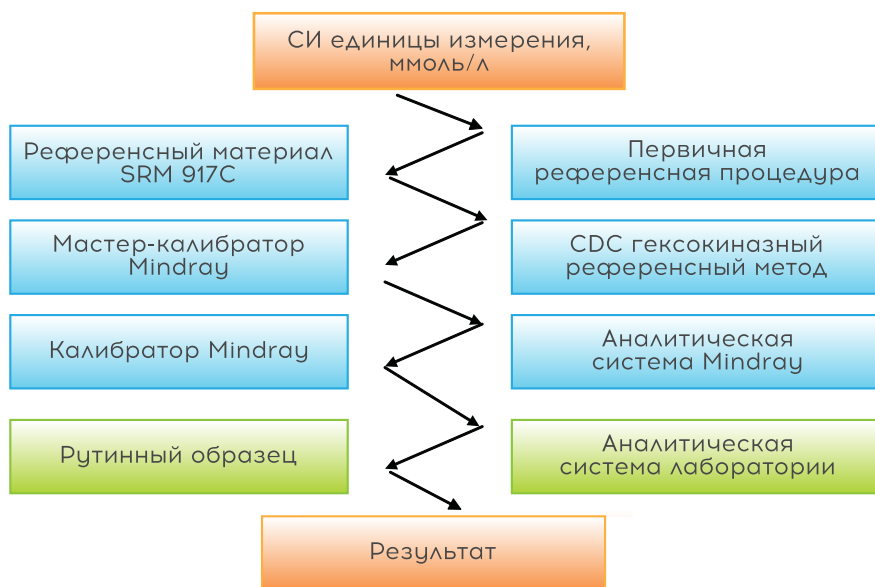 СИ единицы измерения,
ммоль/л
Референсный материал
SRM 917C
Первичная
референсная процедура
Мастер-калибратор
Mindray
CDC гексокиназный
референсный метод
Калибратор Mindray
Аналитическая
система Mindray
Рутинный образец
Аналитическая
система лаборатории
Результат